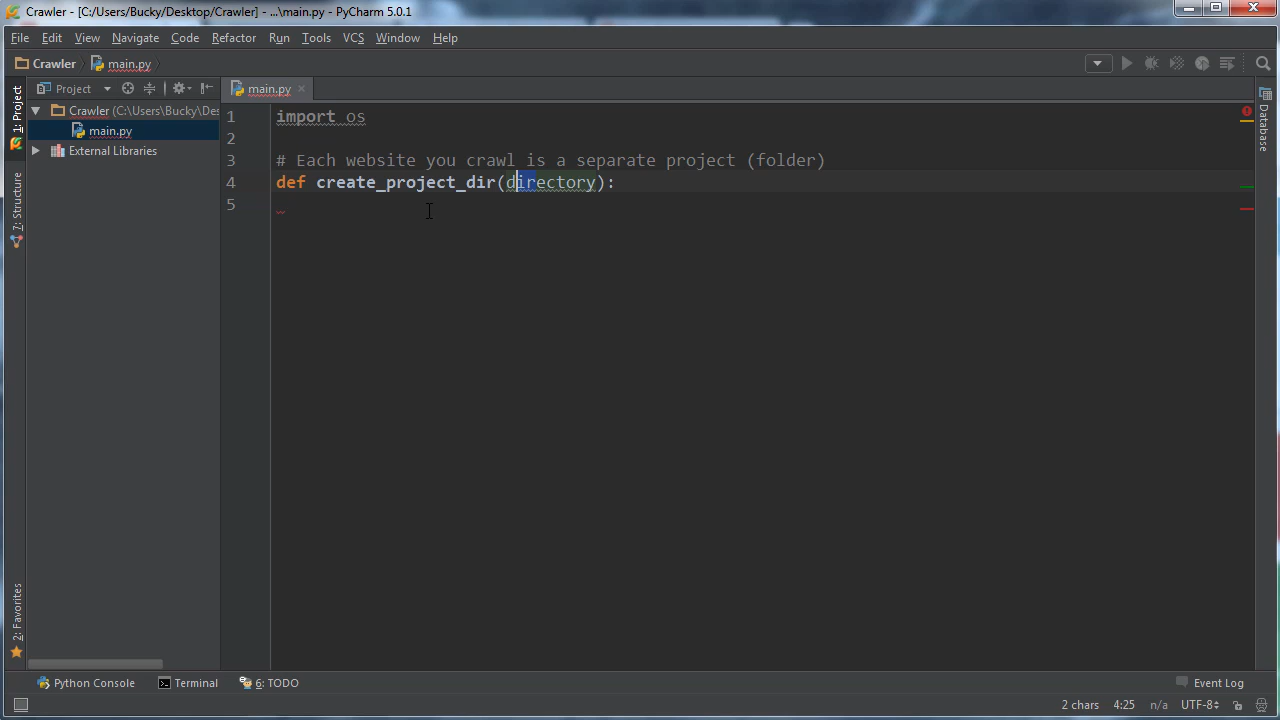 Crawler - [C:/Users/Bucky/Desktop/Crawler] - ...\main.py - PyCharm 5.0.1
File Edit View Navigate Code Refactor Run Tools VCS Window Help
Crawler main.py
1: Project
Project
main.py
Crawler (C:\Users\Bucky\Des
main.py
External Libraries
7: Structure
2: Favorites
Database
1 import os
2
3 # Each website you crawl is a separate project (folder)
4 def create_project_dir(directory):
5
Python Console Terminal 6: TODO Event Log
2 chars 4:25 n/a UTF-8